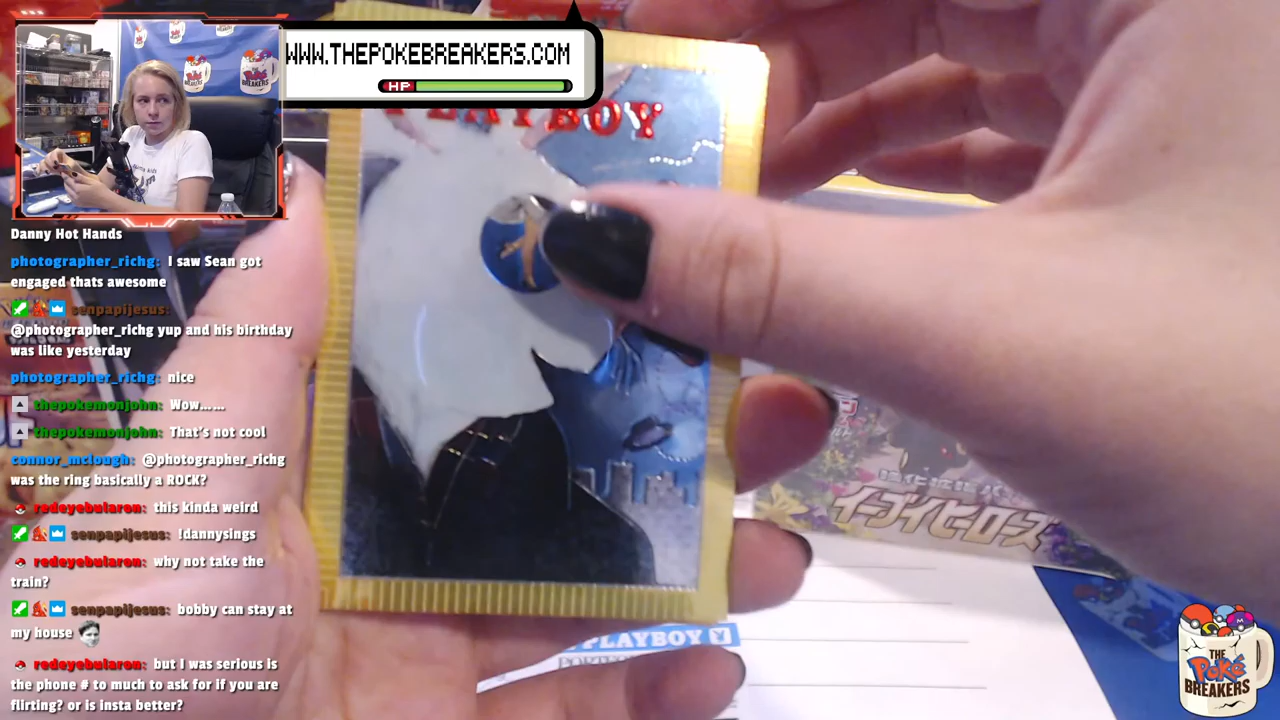 WWW.THEPOKEBREAKERS.COM
HP
PLAYBOY
Danny Hot Hands
photographer_richg: I saw Sean got
engaged thats awesome
senpapijesus:
@photographer_richg yup and his birthday
was like yesterday
photographer_richg: nice
thepokemonjohn: Wow......
thepokemonjohn: That's not cool
connor_mclough: @photographer_richg
was the ring basically a ROCK?
redeyebularon: this kinda weird
senpapijesus: !dannysings
redeyebularon: why not take the
train?
senpapijesus: bobby can stay at
my house
redeyebularon: but I was serious is
the phone # to much to ask for if you are
flirting? or is insta better?
イーブイヒーローズ
PLAYBOY
THE
Poké
BREAKERS